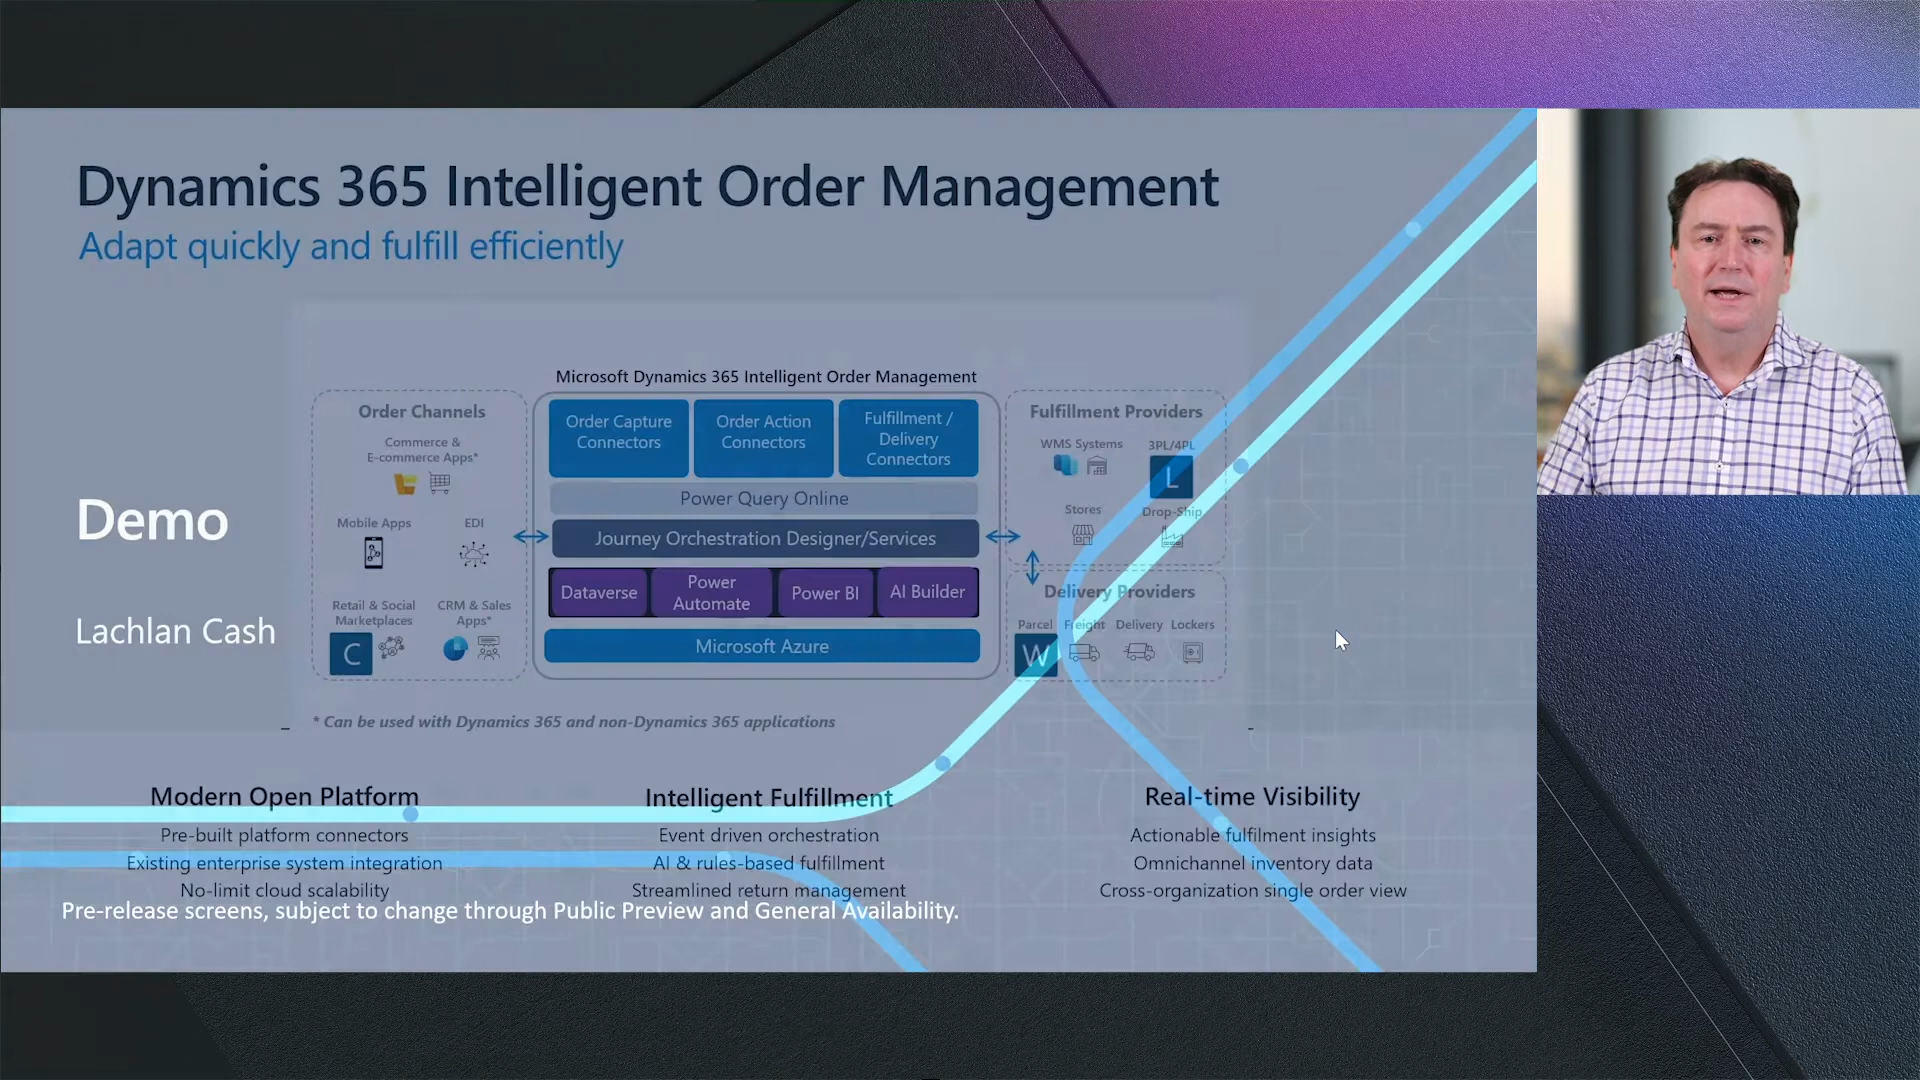 Dynamics 365 Intelligent Order Management
Adapt quickly and fulfill efficiently
Demo
Lachlan Cash
Microsoft Dynamics 365 Intelligent Order Management
Order Channels
Commerce &
E-commerce Apps*
Mobile Apps
EDI
Retail & Social
Marketplaces
CRM & Sales
Apps*
C
Order Capture
Connectors
Order Action
Connectors
Fulfillment /
Delivery
Connectors
Power Query Online
Journey Orchestration Designer/Services
Dataverse
Power
Automate
Power BI
AI Builder
Microsoft Azure
Fulfillment Providers
WMS Systems
3PL/4PL
L
Stores
Drop-Ship
Delivery Providers
Parcel
Freight
Delivery
Lockers
W
* Can be used with Dynamics 365 and non-Dynamics 365 applications
Modern Open Platform
Pre-built platform connectors
Existing enterprise system integration
No-limit cloud scalability
Intelligent Fulfillment
Event driven orchestration
AI & rules-based fulfillment
Streamlined return management
Real-time Visibility
Actionable fulfilment insights
Omnichannel inventory data
Cross-organization single order view
Pre-release screens, subject to change through Public Preview and General Availability.